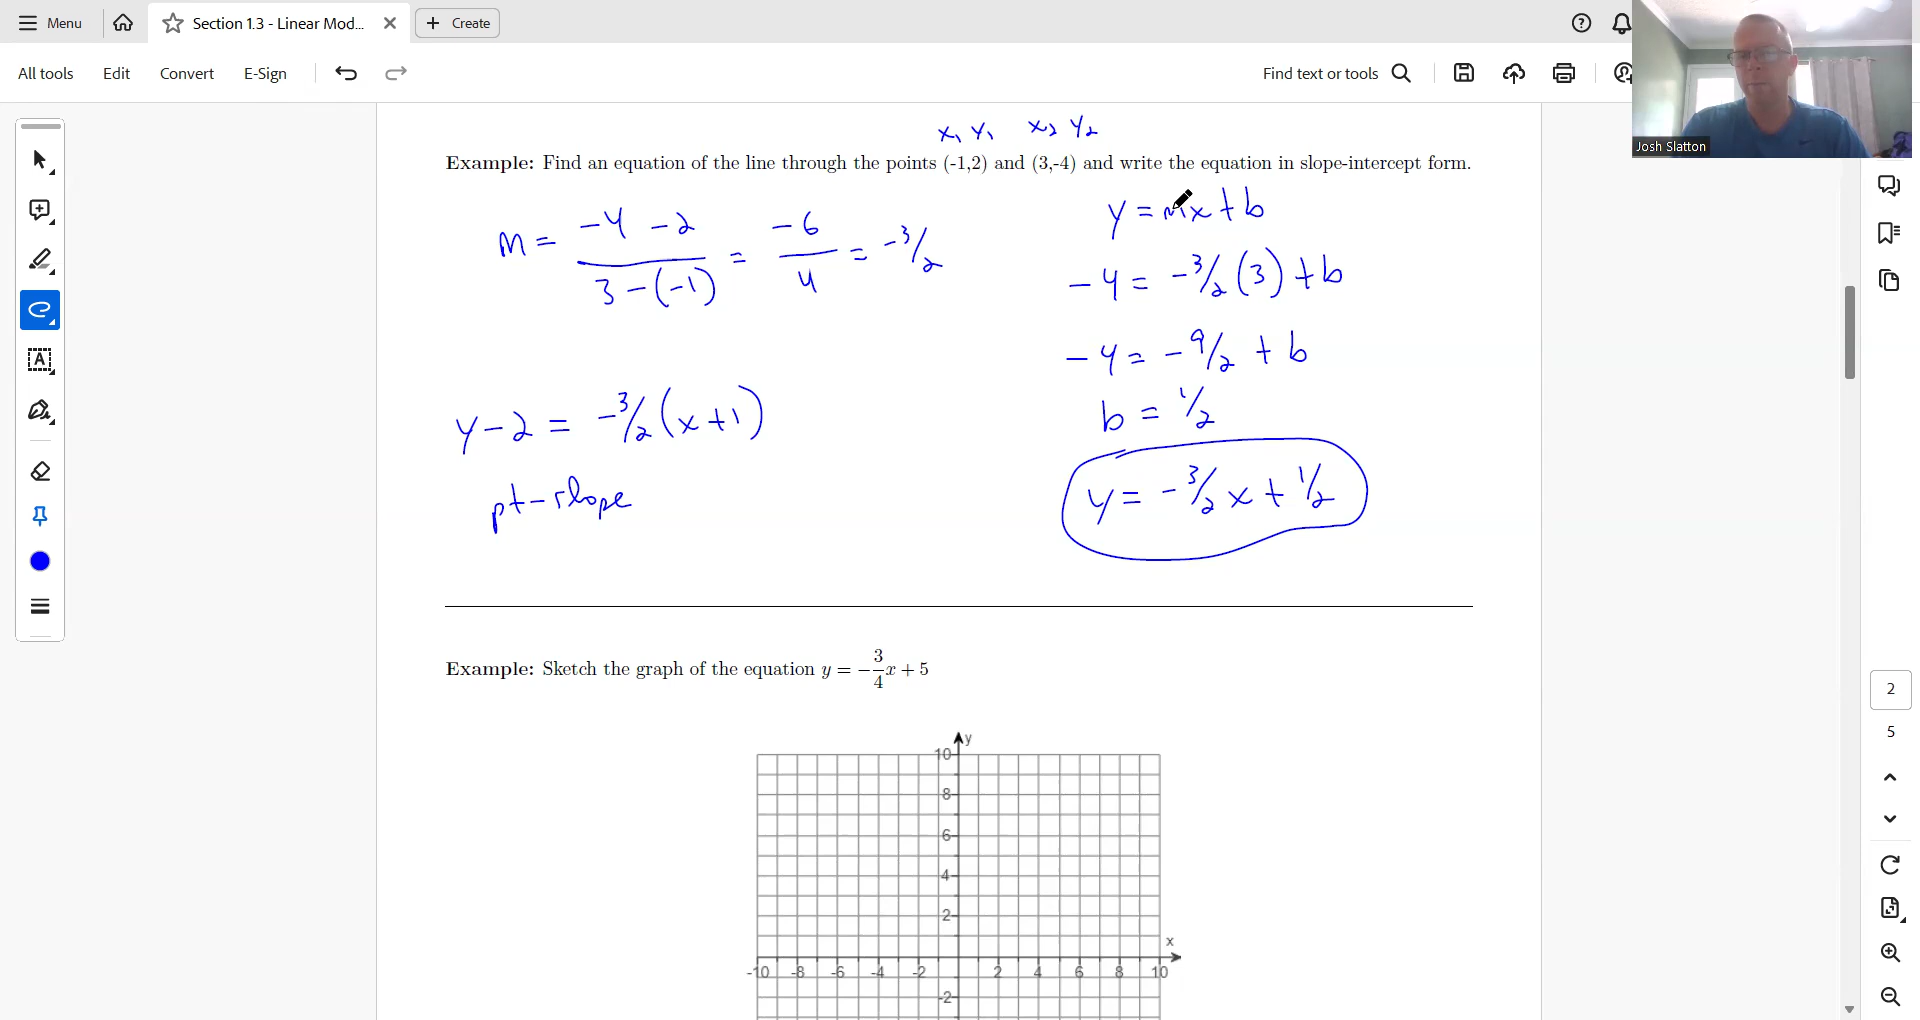 Menu Section 1.3 - Linear Mod... Create
All tools Edit Convert E-Sign Find text or tools
Josh Slatton
x₁ y₁ x₂ y₂
Example: Find an equation of the line through the points (-1,2) and (3,-4) and write the equation in slope-intercept form.
m = (-4 - 2)/(3 - (-1)) = -6/4 = -3/2
y = mx + b
-4 = -3/2 (3) + b
-4 = -9/2 + b
b = 1/2
y = -3/2 x + 1/2
y - 2 = -3/2 (x + 1)
pt-slope
Example: Sketch the graph of the equation y = -3/4 x + 5
y
10
8
6
4
2
x
-10 -8 -6 -4 -2 2 4 6 8 10
-2
2
5